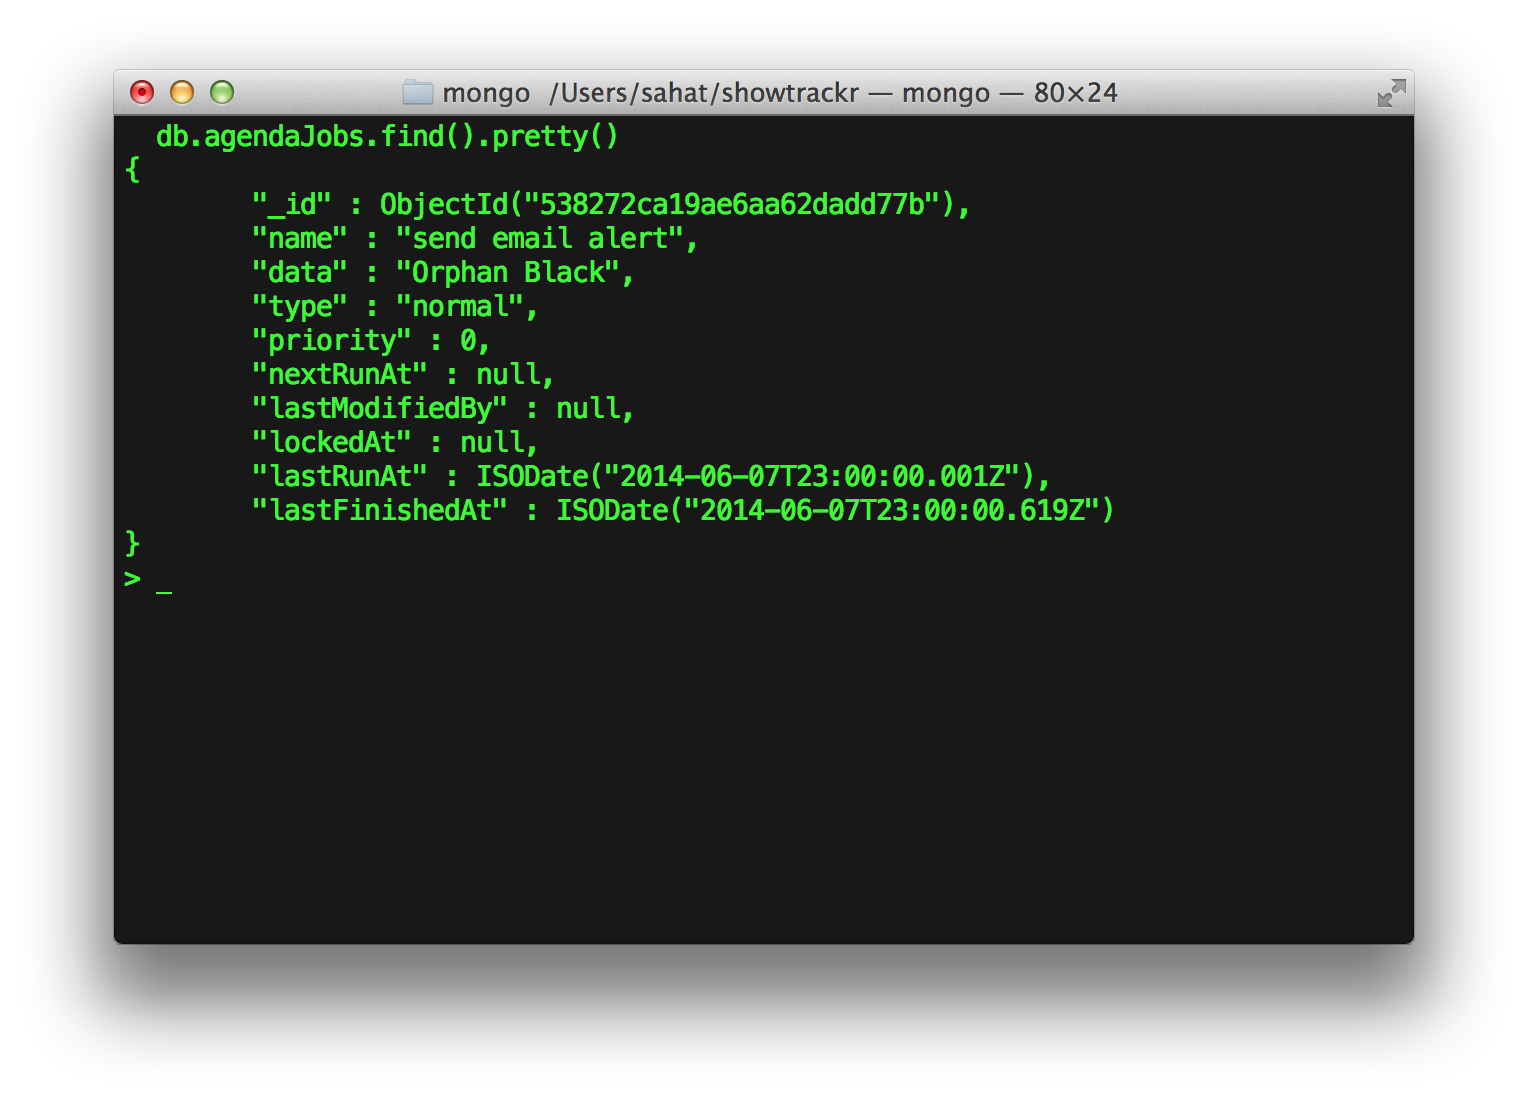 mongo /Users/sahat/showtrackr — mongo — 80×24
db.agendaJobs.find().pretty()
{
"_id" : ObjectId("538272ca19ae6aa62dadd77b"),
"name" : "send email alert",
"data" : "Orphan Black",
"type" : "normal",
"priority" : 0,
"nextRunAt" : null,
"lastModifiedBy" : null,
"lockedAt" : null,
"lastRunAt" : ISODate("2014-06-07T23:00:00.001Z"),
"lastFinishedAt" : ISODate("2014-06-07T23:00:00.619Z")
}
> _